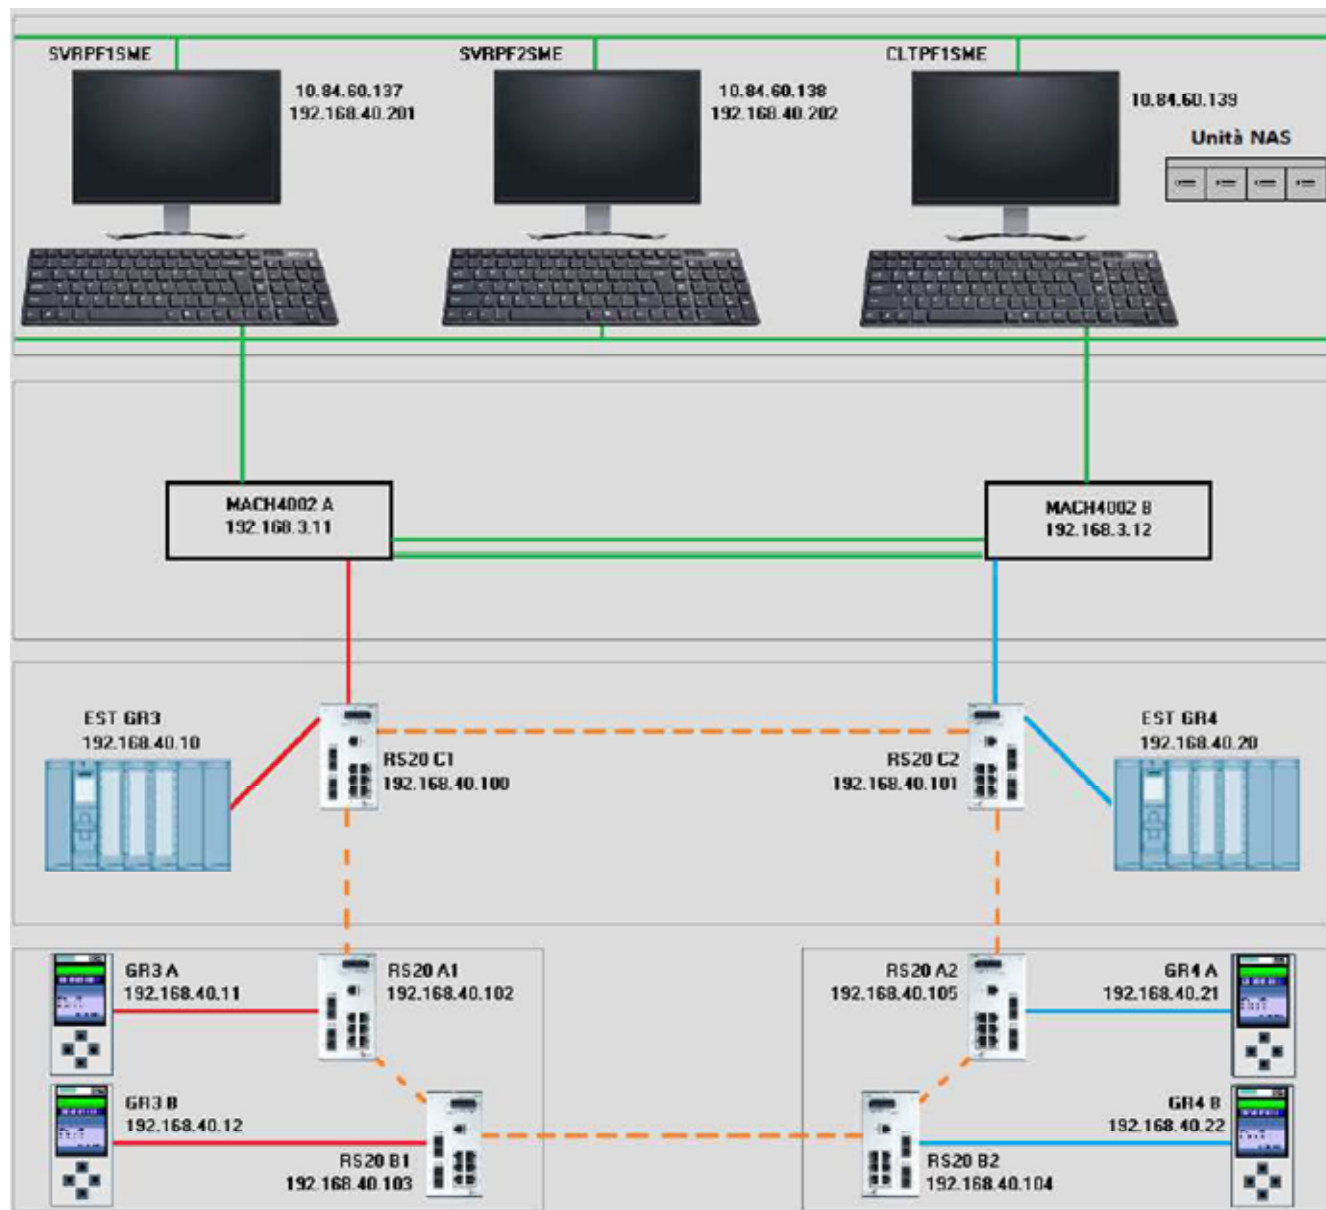 SVRPF1SME
10.84.60.137
192.168.40.201
SVRPF2SME
10.84.60.138
192.168.40.202
CLTPF1SME
10.84.60.139
Unità NAS
MACH4002 A
192.168.3.11
MACH4002 B
192.168.3.12
EST GR3
192.168.40.10
RS20 C1
192.168.40.100
RS20 C2
192.168.40.101
EST GR4
192.168.40.20
GR3 A
192.168.40.11
RS20 A1
192.168.40.102
RS20 A2
192.168.40.105
GR4 A
192.168.40.21
GR3 B
192.168.40.12
RS20 B1
192.168.40.103
GR4 B
192.168.40.22
RS20 B2
192.168.40.104